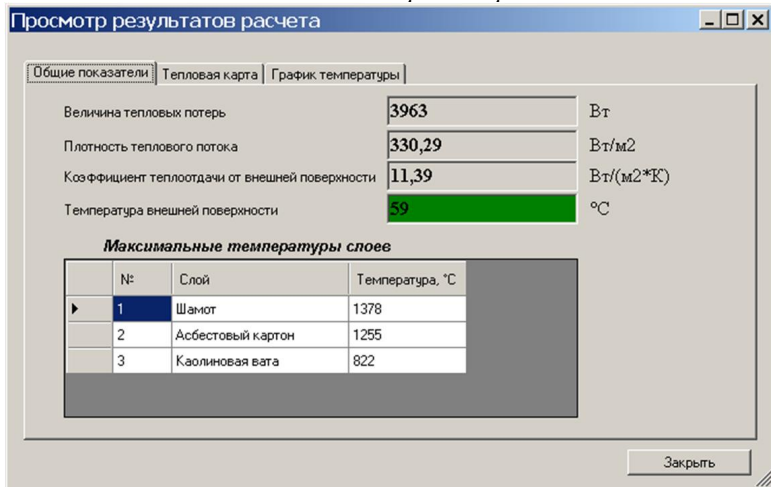 Просмотр результатов расчета
Общие показатели Тепловая карта График температуры
Величина тепловых потерь 3963 Вт
Плотность теплового потока 330,29 Вт/м2
Коэффициент теплоотдачи от внешней поверхности 11,39 Вт/(м2*К)
Температура внешней поверхности 59 °C
Максимальные температуры слоев
№ Слой Температура, °C
1 Шамот 1378
2 Асбестовый картон 1255
3 Каолиновая вата 822
Закрыть